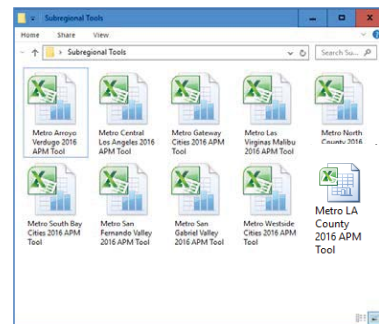 Subregional Tools
Home Share View
Subregional Tools
Search Su...
Metro Arroyo
Verdugo 2016
APM Tool
Metro Central
Los Angeles 2016
APM Tool
Metro Gateway
Cities 2016 APM
Tool
Metro Las
Virginas Malibu
2016 APM Tool
Metro North
County 2016
Metro South Bay
Cities 2016 APM
Tool
Metro San
Fernando Valley
2016 APM Tool
Metro San
Gabriel Valley
2016 APM Tool
Metro Westside
Cities 2016 APM
Tool
Metro LA
County
2016 APM
Tool